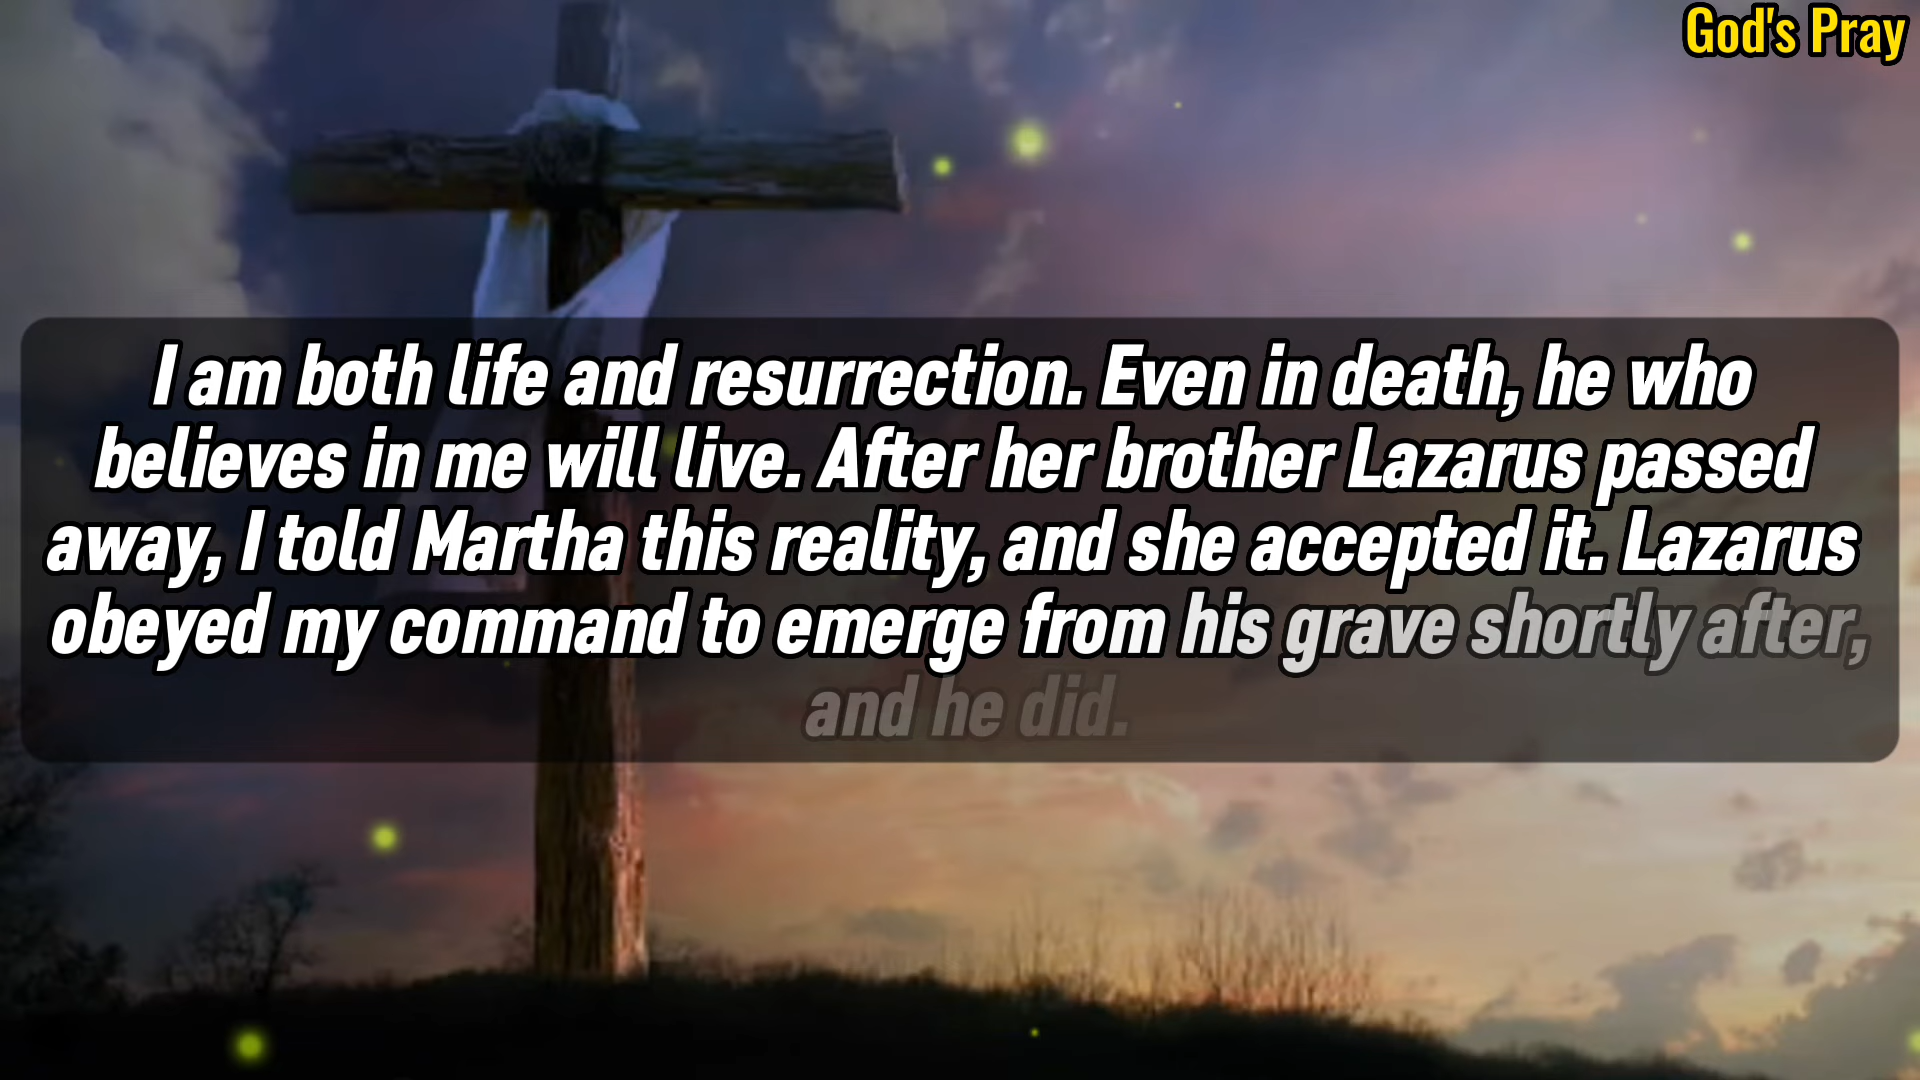 God's Pray
I am both life and resurrection. Even in death, he who
believes in me will live. After her brother Lazarus passed
away, I told Martha this reality, and she accepted it. Lazarus
obeyed my command to emerge from his grave shortly after,
and he did.